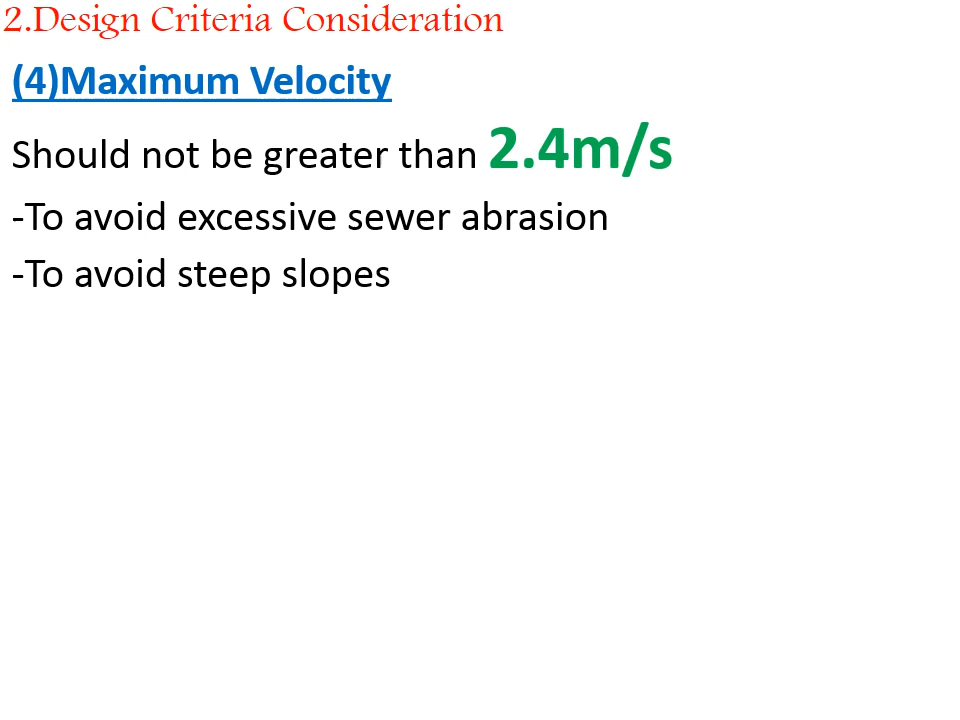 2.Design Criteria Consideration
(4)Maximum Velocity
Should not be greater than 2.4m/s
-To avoid excessive sewer abrasion
-To avoid steep slopes